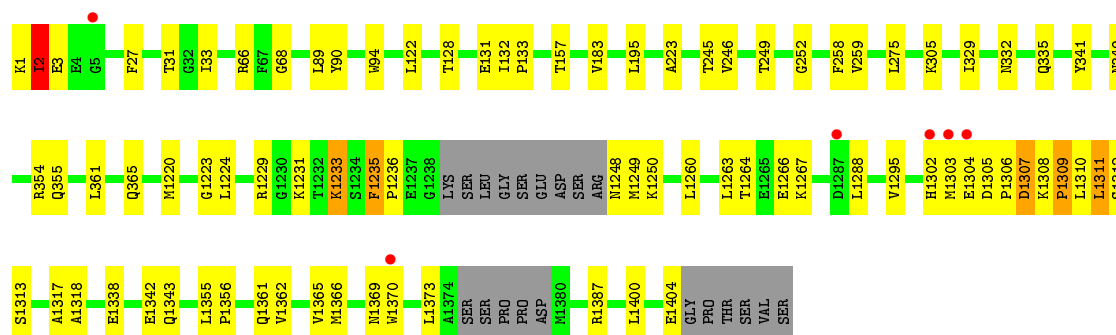 K1 I2 E3 E4 G5 F27 T31 G32 I33 R66 F67 G68 L89 Y90 W94 L122 T128 E131 I132 P133 T157 V183 L195 A223 T245 V246 T249 G252 F258 V259 L275 K305 I329 N332 Q335 Y341
R354 Q355 L361 Q365 M1220 G1223 L1224 R1229 G1230 K1231 T1232 K1233 S1234 F1235 P1236 E1237 G1238 LYS SER LEU GLY SER GLU ASP SER ARG N1248 M1249 K1250 L1260 L1263 T1264 E1265 E1266 K1267 D1287 L1288 V1295 H1302 M1303 E1304 D1305 P1306 D1307 K1308 P1309 L1310 L1311
S1313 A1317 A1318 E1338 E1342 Q1343 L1355 P1356 Q1361 V1362 V1365 M1366 N1369 W1370 L1373 A1374 SER SER PRO PRO ASP M1380 R1387 L1400 E1404 GLY PRO THR SER VAL SER